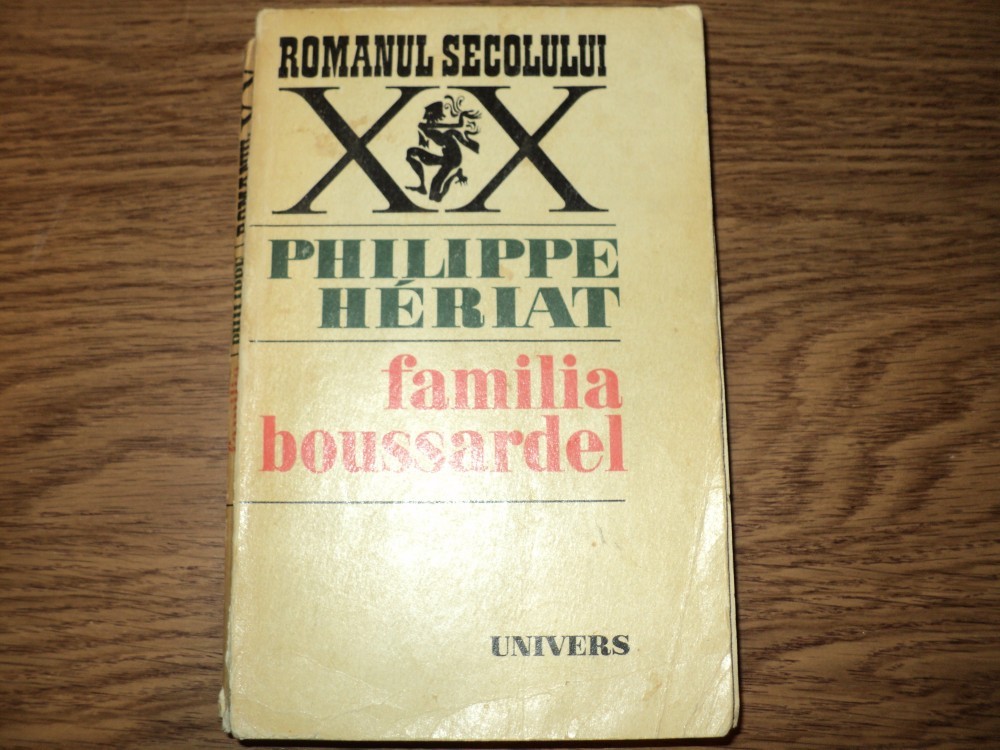 ROMANUL SECOLULUI
XX
PHILIPPE
HÉRIAT
familia
boussardel
UNIVERS